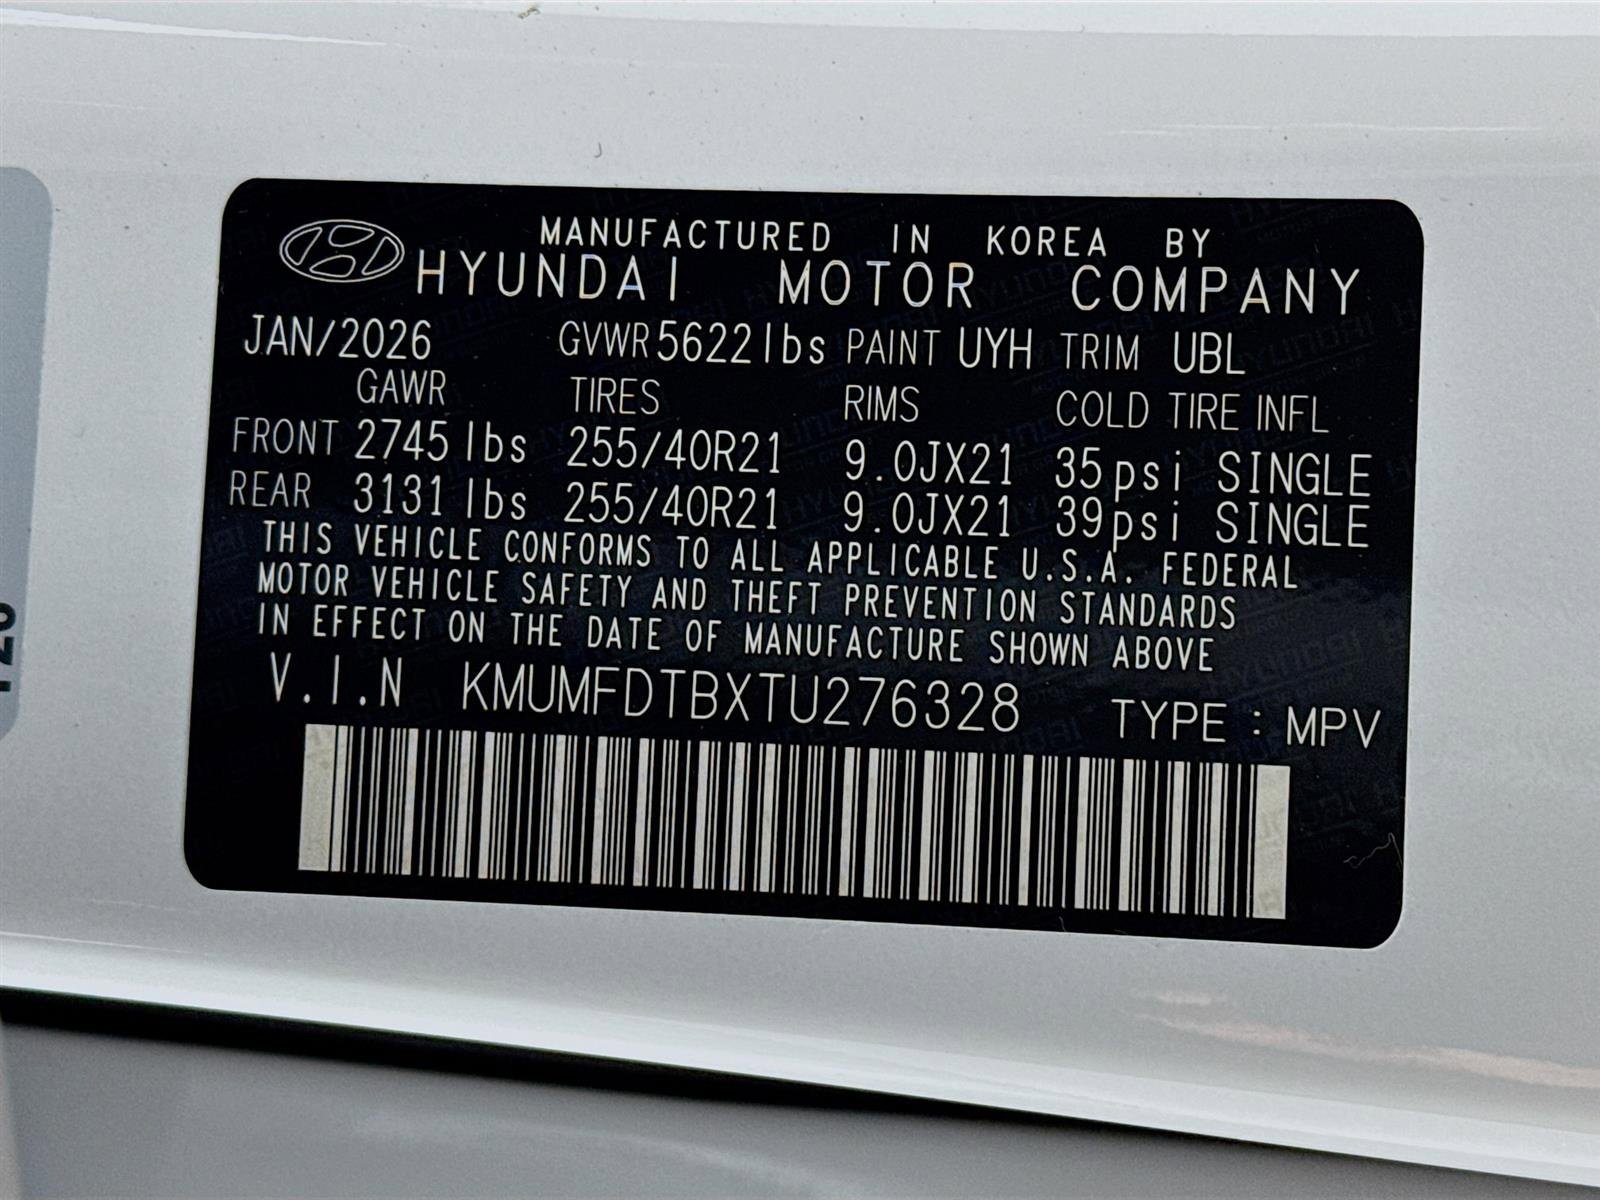 MANUFACTURED IN KOREA BY
HYUNDAI MOTOR COMPANY
JAN/2026 GVWR 5622lbs PAINT UYH TRIM UBL
GAWR TIRES RIMS COLD TIRE INFL
FRONT 2745 lbs 255/40R21 9.0JX21 35psi SINGLE
REAR 3131 lbs 255/40R21 9.0JX21 39psi SINGLE
THIS VEHICLE CONFORMS TO ALL APPLICABLE U.S.A. FEDERAL
MOTOR VEHICLE SAFETY AND THEFT PREVENTION STANDARDS
IN EFFECT ON THE DATE OF MANUFACTURE SHOWN ABOVE
V.I.N KMUMFDTBXTU276328 TYPE : MPV